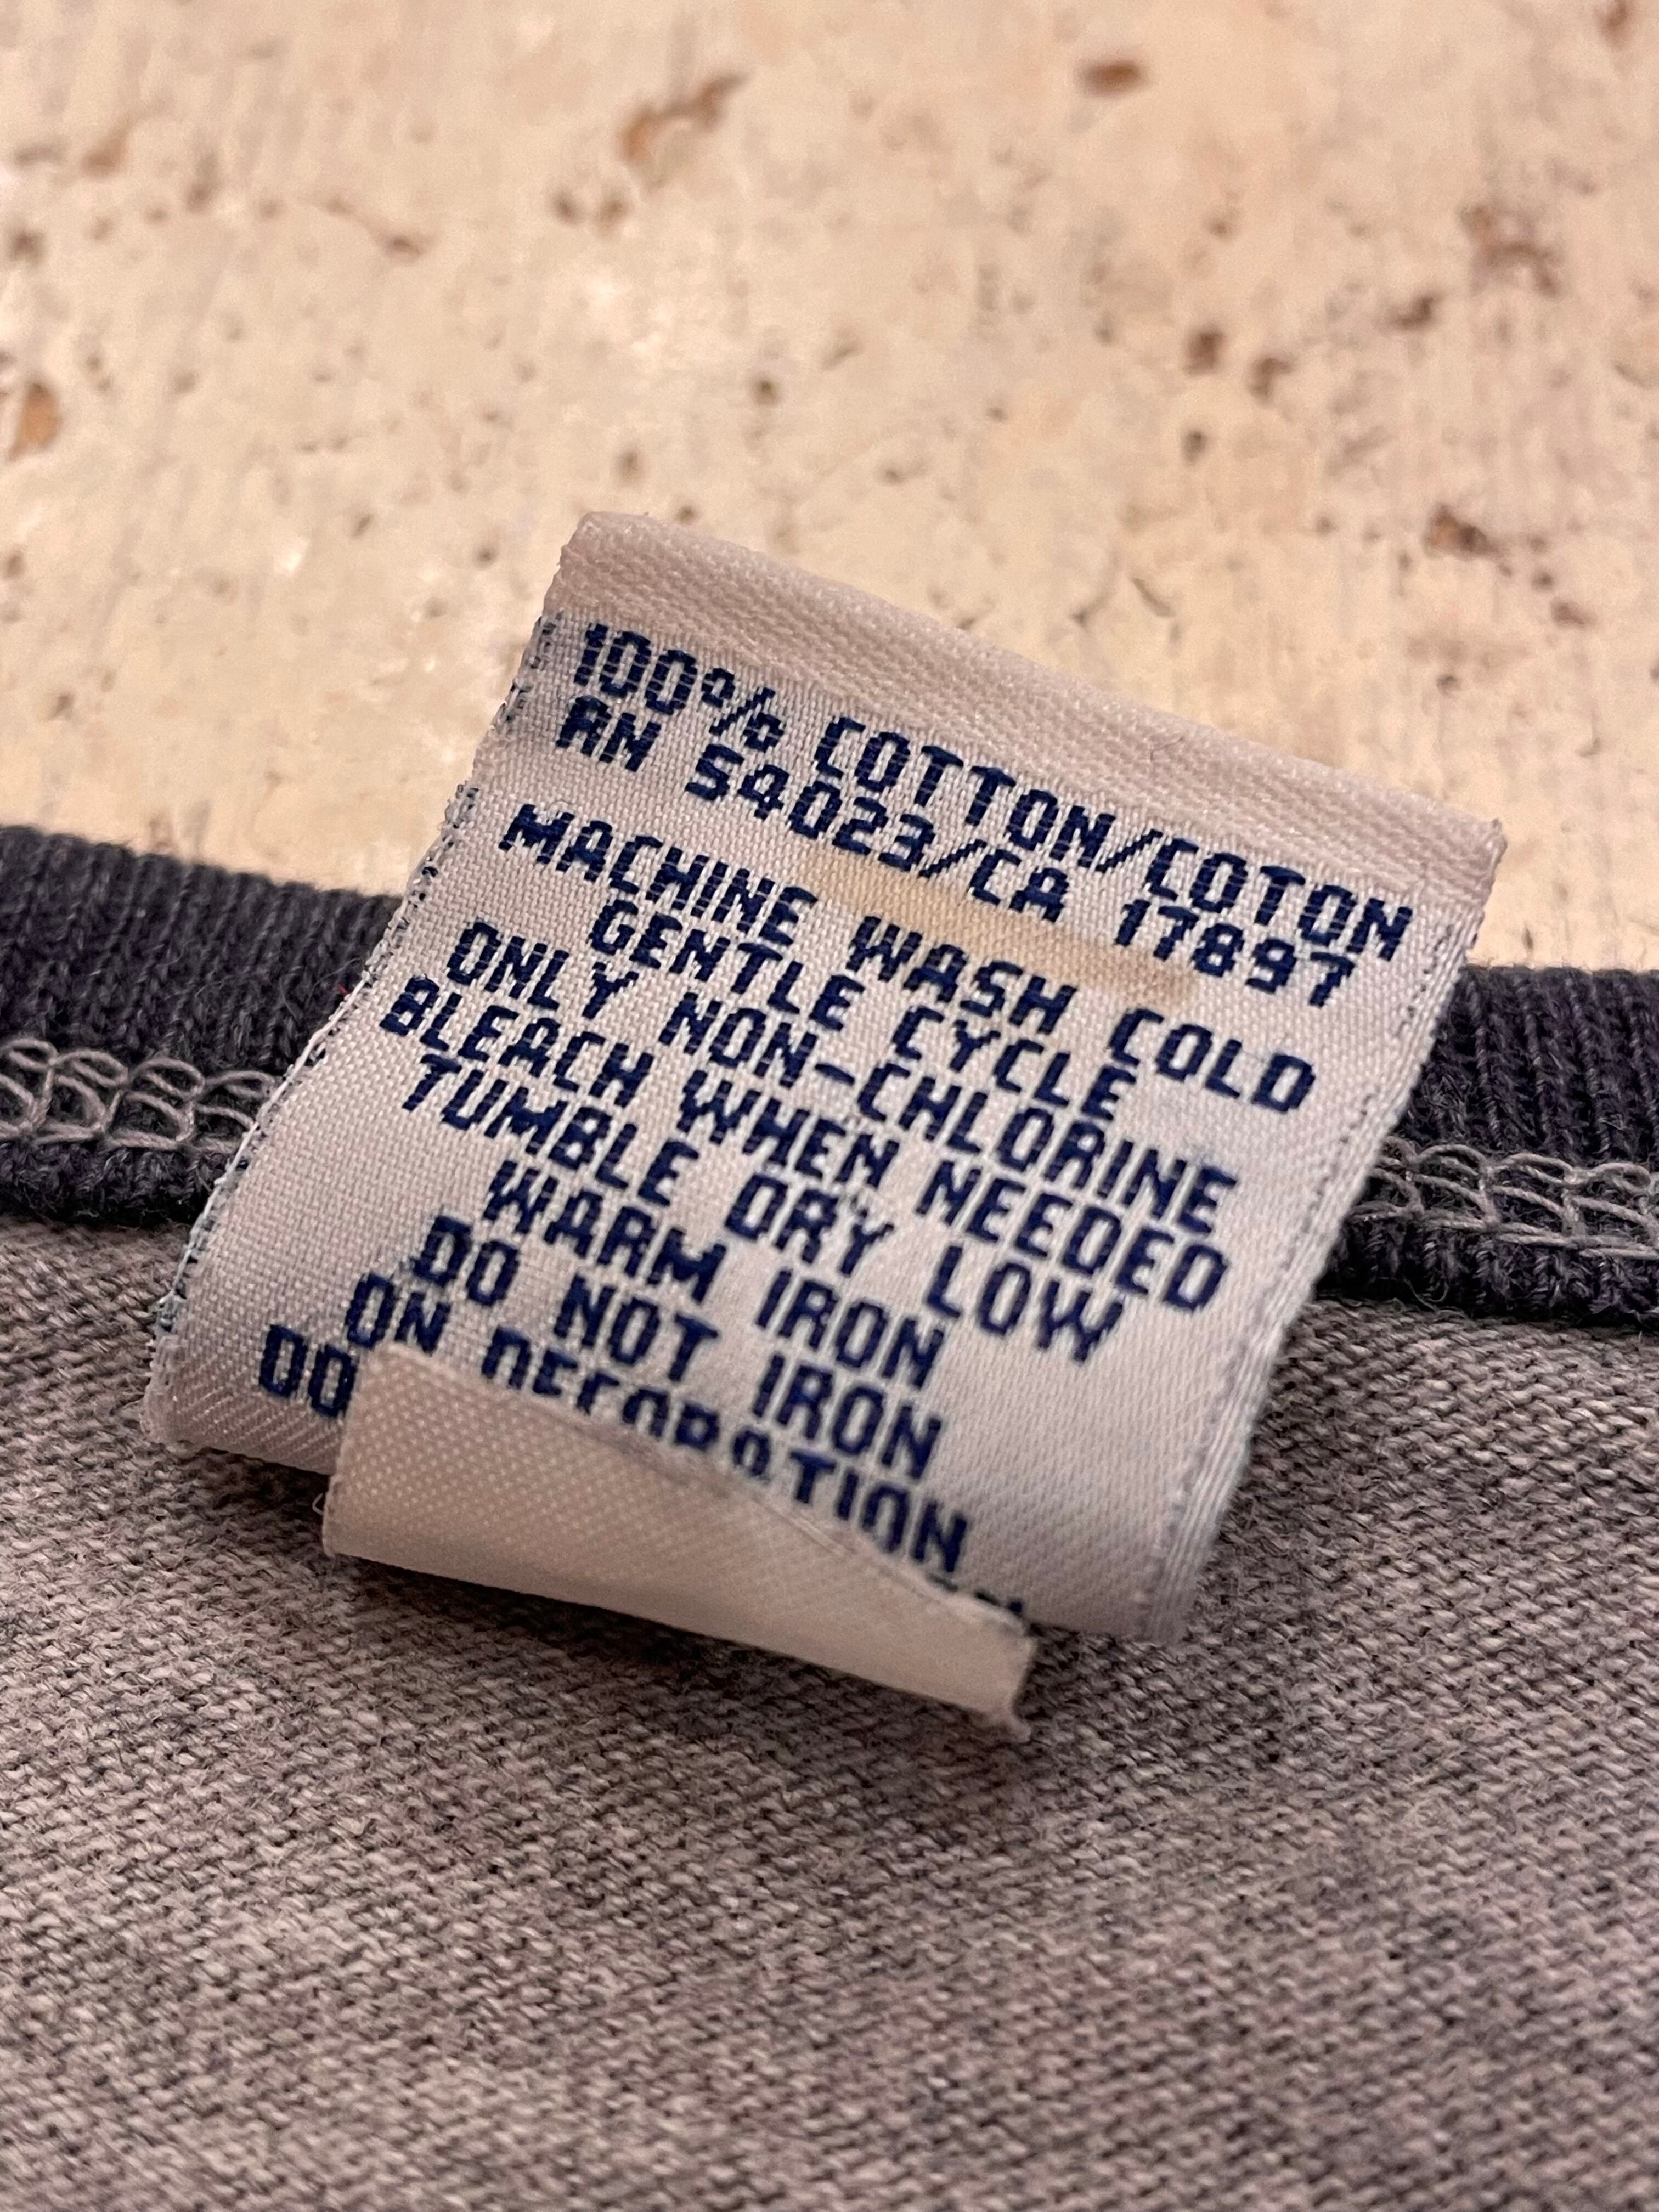 100% COTTON/COTON
RN 54023/CA 17897
MACHINE WASH COLD
GENTLE CYCLE
ONLY NON-CHLORINE
BLEACH WHEN NEEDED
TUMBLE DRY LOW
WARM IRON
DO NOT IRON
ON DECORATION
DO